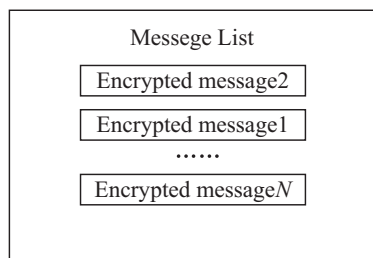 Messege List
Encrypted message2
Encrypted message1
......
Encrypted messageN